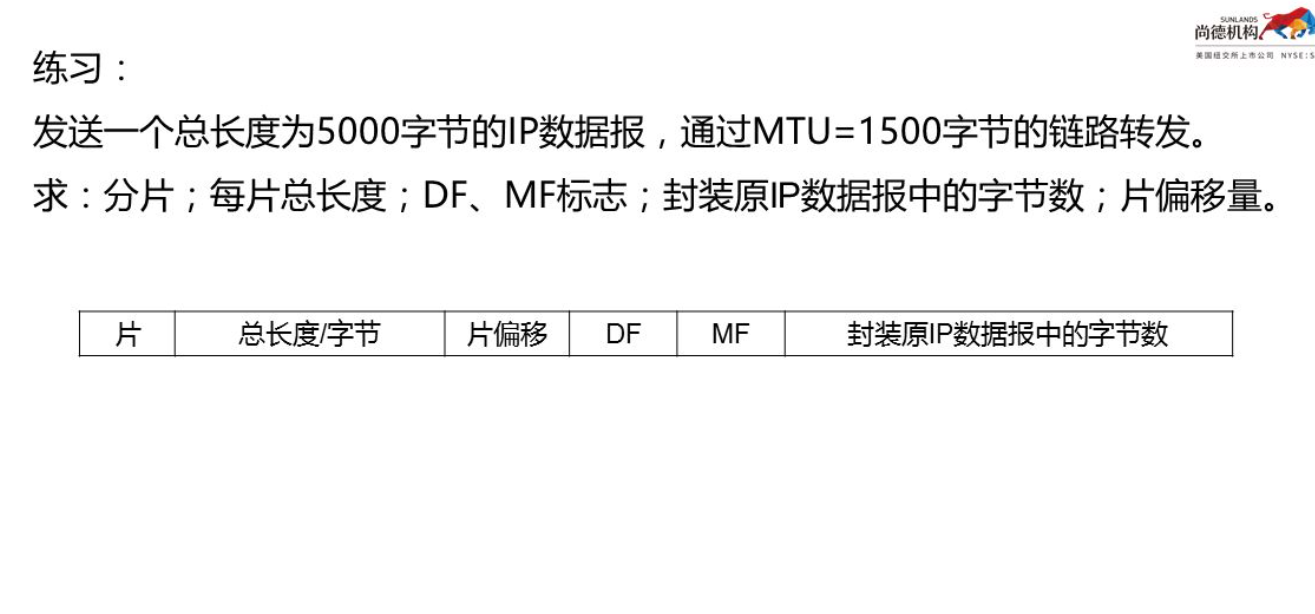 SUNLANDS
尚德机构
美国纽交所上市公司 NYSE:S
练习：
发送一个总长度为5000字节的IP数据报，通过MTU=1500字节的链路转发。
求：分片；每片总长度；DF、MF标志；封装原IP数据报中的字节数；片偏移量。
片 总长度/字节 片偏移 DF MF 封装原IP数据报中的字节数